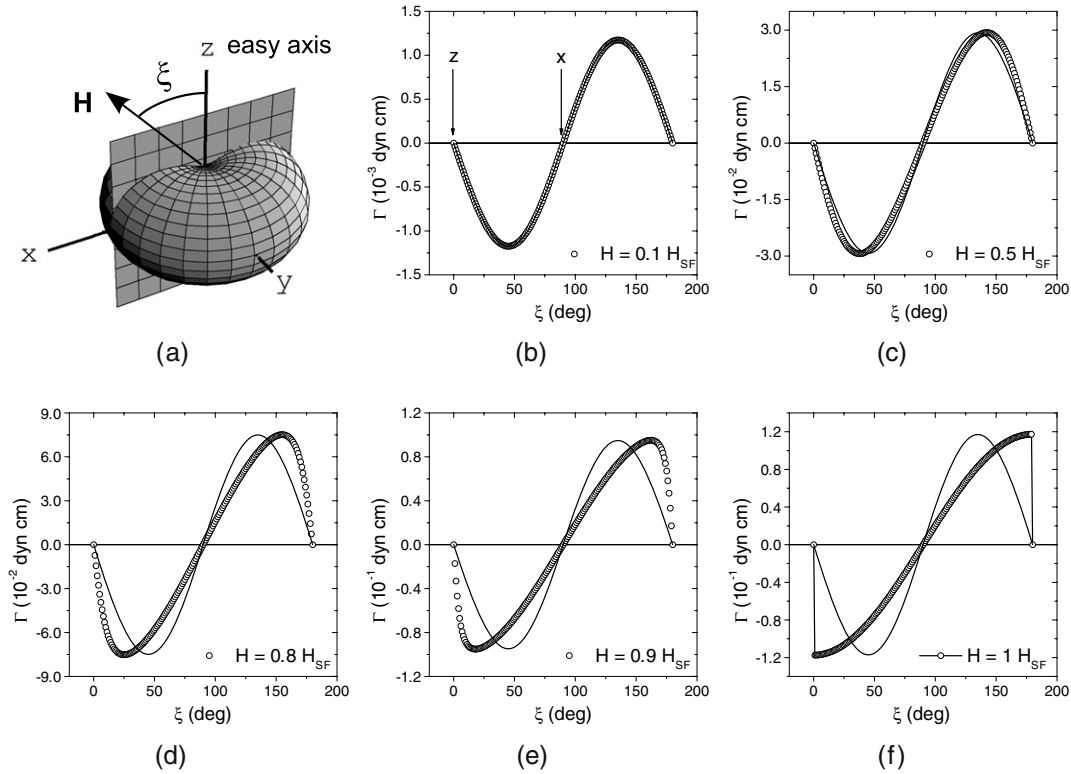 z easy axis
ξ
H
x
y
(a)
1.5
1.0
0.5
0.0
-0.5
-1.0
1.5
Γ (10⁻³ dyn cm)
z
x
H = 0.1 H_SF
0 50 100 150 200
ξ (deg)
(b)
3.0
0.0
-3.0
Γ (10⁻² dyn cm)
H = 0.5 H_SF
0 50 100 150 200
ξ (deg)
(c)
9.0
6.0
3.0
0.0
-3.0
-6.0
9.0
Γ (10⁻² dyn cm)
H = 0.8 H_SF
0 50 100 150 200
ξ (deg)
(d)
1.2
0.8
0.4
0.0
-0.4
-0.8
1.2
Γ (10⁻¹ dyn cm)
H = 0.9 H_SF
0 50 100 150 200
ξ (deg)
(e)
1.2
0.8
0.4
0.0
-0.4
-0.8
-1.2
Γ (10⁻¹ dyn cm)
H = 1 H_SF
0 50 100 150 200
ξ (deg)
(f)